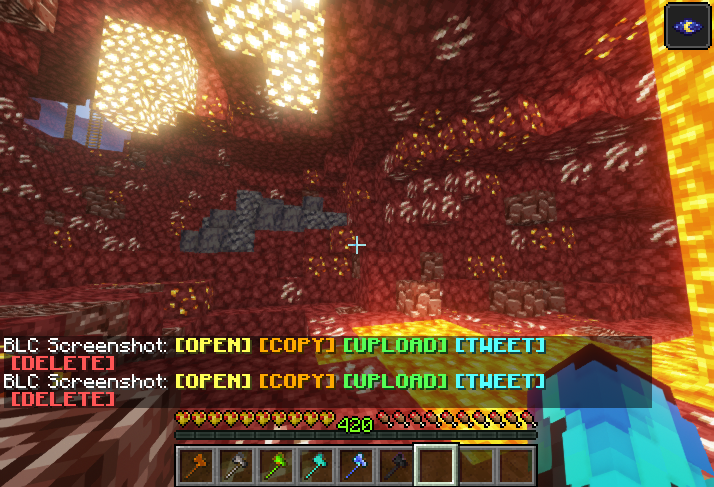 BLC Screenshot: [OPEN] [COPY] [UPLOAD] [TWEET]
[DELETE]
BLC Screenshot: [OPEN] [COPY] [UPLOAD] [TWEET]
[DELETE]
420